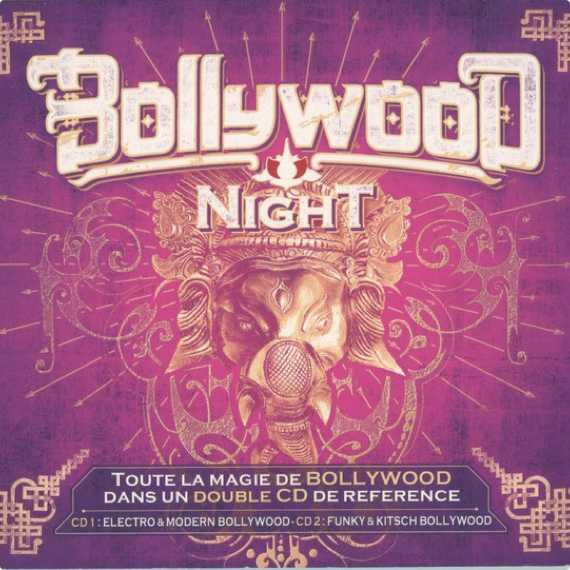 Bollywood
Night
TOUTE LA MAGIE DE BOLLYWOOD
DANS UN DOUBLE CD DE REFERENCE
CD 1 : ELECTRO & MODERN BOLLYWOOD - CD 2 : FUNKY & KITSCH BOLLYWOOD